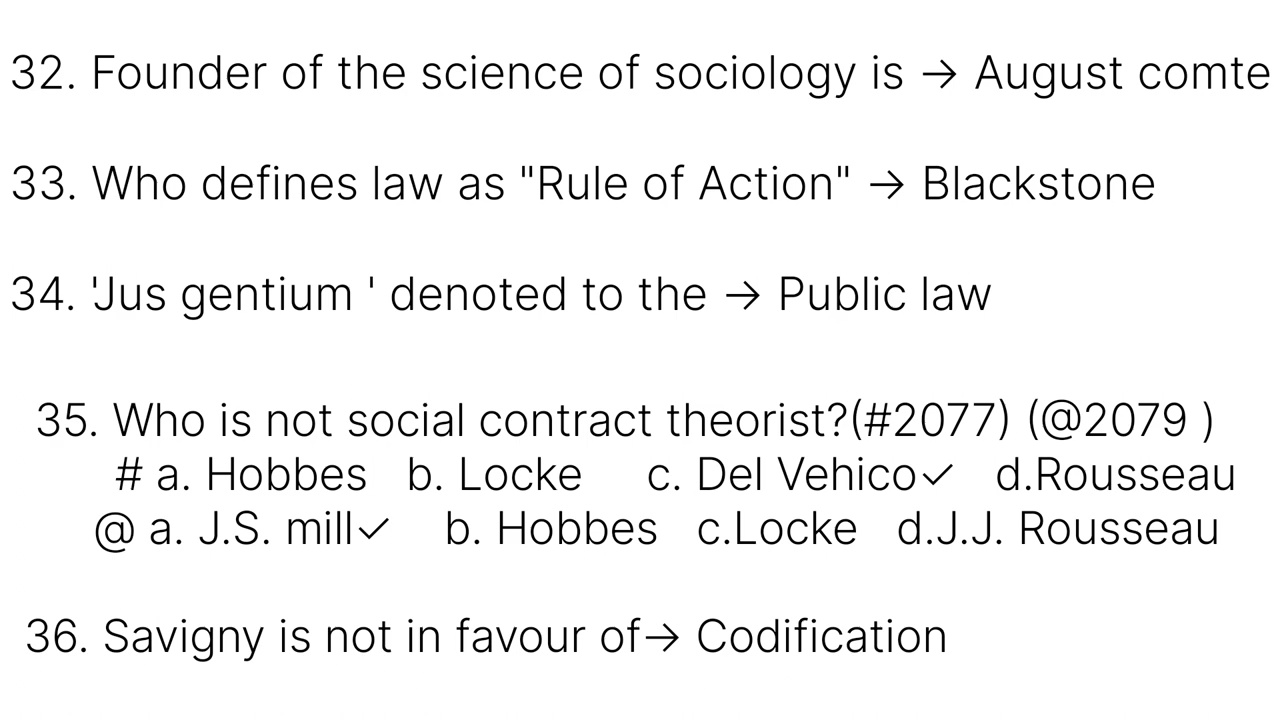 32. Founder of the science of sociology is → August comte
33. Who defines law as "Rule of Action" → Blackstone
34. 'Jus gentium ' denoted to the → Public law
35. Who is not social contract theorist?(#2077) (@2079 )
# a. Hobbes b. Locke c. Del Vehico✓ d.Rousseau
@ a. J.S. mill✓ b. Hobbes c.Locke d.J.J. Rousseau
36. Savigny is not in favour of→ Codification